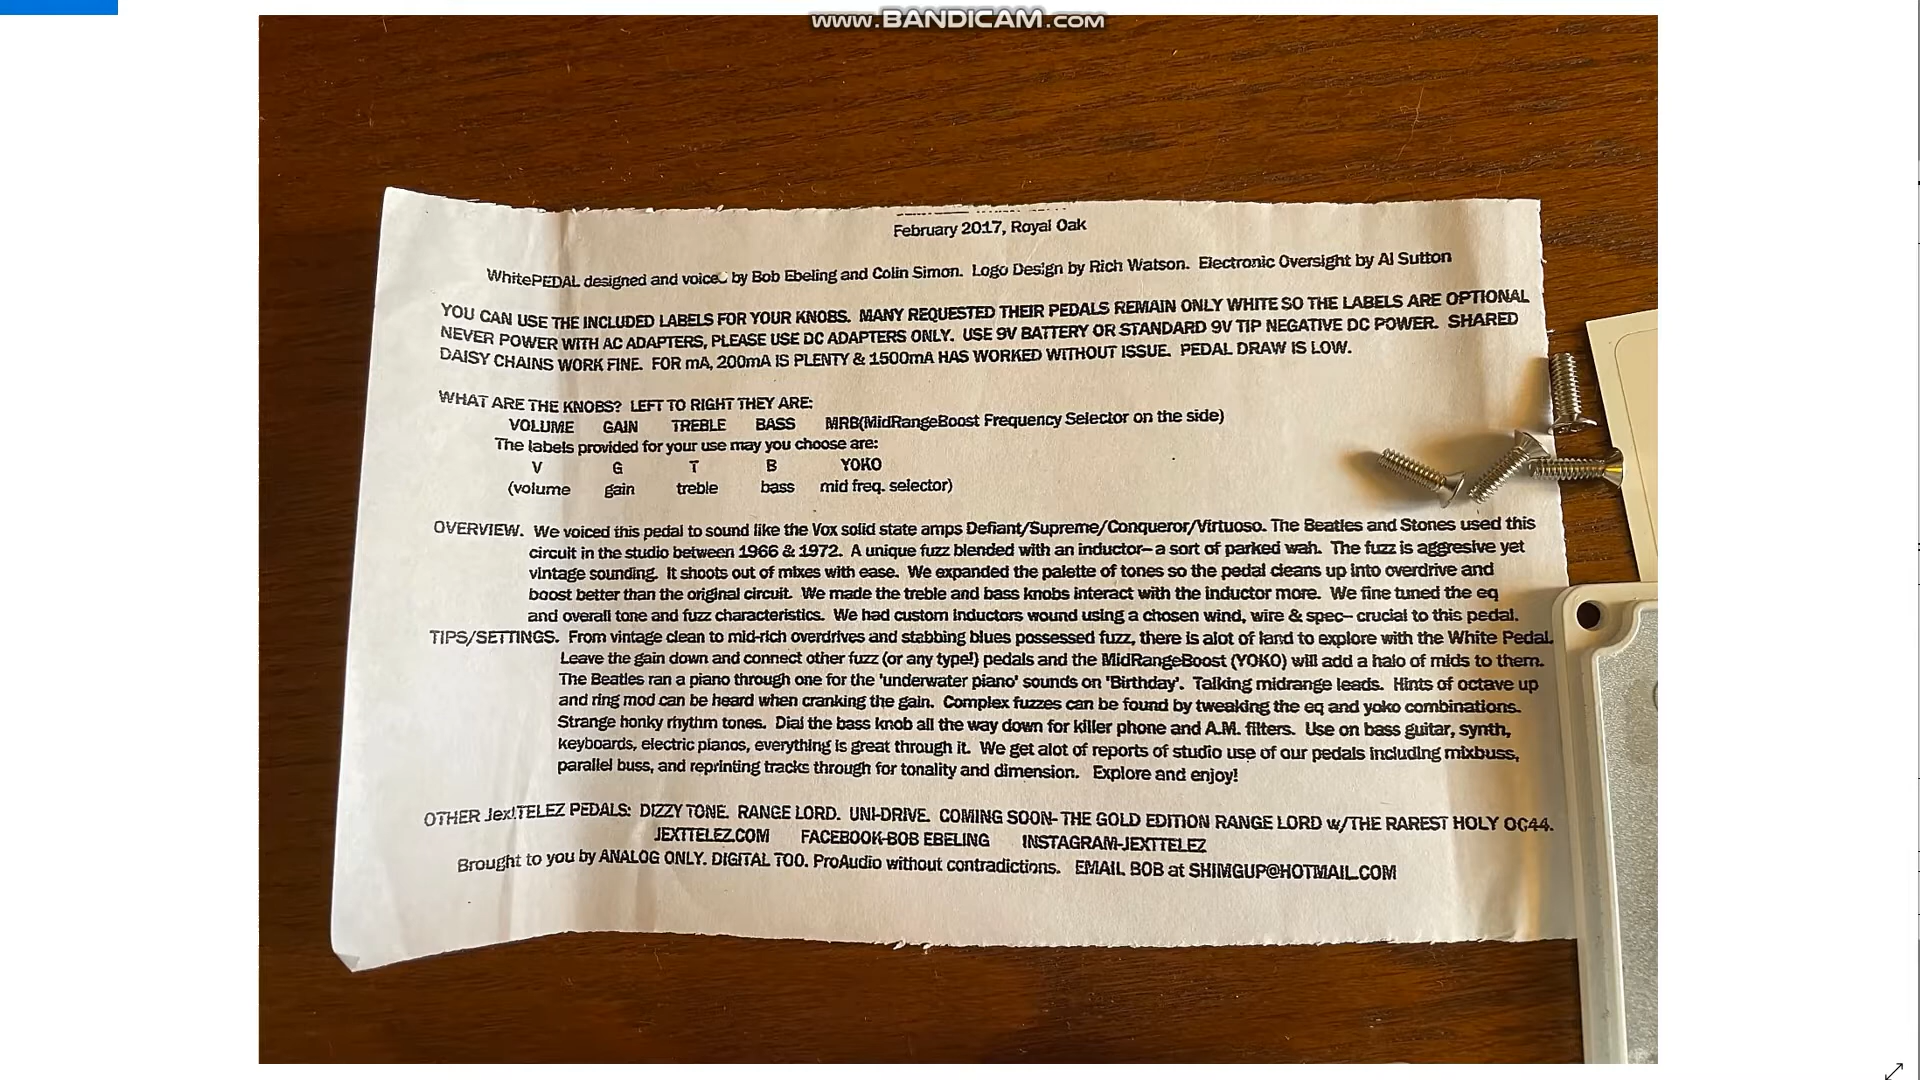 www.BANDICAM.com
February 2017, Royal Oak
WhitePEDAL designed and voiced by Bob Ebeling and Colin Simon. Logo Design by Rich Watson. Electronic Oversight by Al Sutton
YOU CAN USE THE INCLUDED LABELS FOR YOUR KNOBS. MANY REQUESTED THEIR PEDALS REMAIN ONLY WHITE SO THE LABELS ARE OPTIONAL
NEVER POWER WITH AC ADAPTERS, PLEASE USE DC ADAPTERS ONLY. USE 9V BATTERY OR STANDARD 9V TIP NEGATIVE DC POWER. SHARED
DAISY CHAINS WORK FINE. FOR mA, 200mA IS PLENTY & 1500mA HAS WORKED WITHOUT ISSUE. PEDAL DRAW IS LOW.
WHAT ARE THE KNOBS? LEFT TO RIGHT THEY ARE:
VOLUME GAIN TREBLE BASS MRB(MidRangeBoost Frequency Selector on the side)
The labels provided for your use may you choose are:
V G T B YOKO
(volume gain treble bass mid freq. selector)
OVERVIEW. We voiced this pedal to sound like the Vox solid state amps Defiant/Supreme/Conqueror/Virtuoso. The Beatles and Stones used this
circuit in the studio between 1966 & 1972. A unique fuzz blended with an inductor–a sort of parked wah. The fuzz is aggresive yet
vintage sounding. It shoots out of mixes with ease. We expanded the palette of tones so the pedal cleans up into overdrive and
boost better than the original circuit. We made the treble and bass knobs interact with the inductor more. We fine tuned the eq
and overall tone and fuzz characteristics. We had custom inductors wound using a chosen wind, wire & spec– crucial to this pedal.
TIPS/SETTINGS. From vintage clean to mid-rich overdrives and stabbing blues possessed fuzz, there is alot of land to explore with the White Pedal.
Leave the gain down and connect other fuzz (or any type!) pedals and the MidRangeBoost (YOKO) will add a halo of mids to them.
The Beatles ran a piano through one for the 'underwater piano' sounds on 'Birthday'. Talking midrange leads. Hints of octave up
and ring mod can be heard when cranking the gain. Complex fuzzes can be found by tweaking the eq and yoko combinations.
Strange honky rhythm tones. Dial the bass knob all the way down for killer phone and A.M. filters. Use on bass guitar, synth,
keyboards, electric pianos, everything is great through it. We get alot of reports of studio use of our pedals including mixbuss,
parallel buss, and reprinting tracks through for tonality and dimension. Explore and enjoy!
OTHER JexTTELEZ PEDALS: DIZZY TONE. RANGE LORD. UNI-DRIVE. COMING SOON- THE GOLD EDITION RANGE LORD w/THE RAREST HOLY OC44.
JEXTTELEZ.COM FACEBOOK-BOB EBELING INSTAGRAM-JEXTTELEZ
Brought to you by ANALOG ONLY. DIGITAL TOO. ProAudio without contradictions. EMAIL BOB at SHIMGUP@HOTMAIL.COM